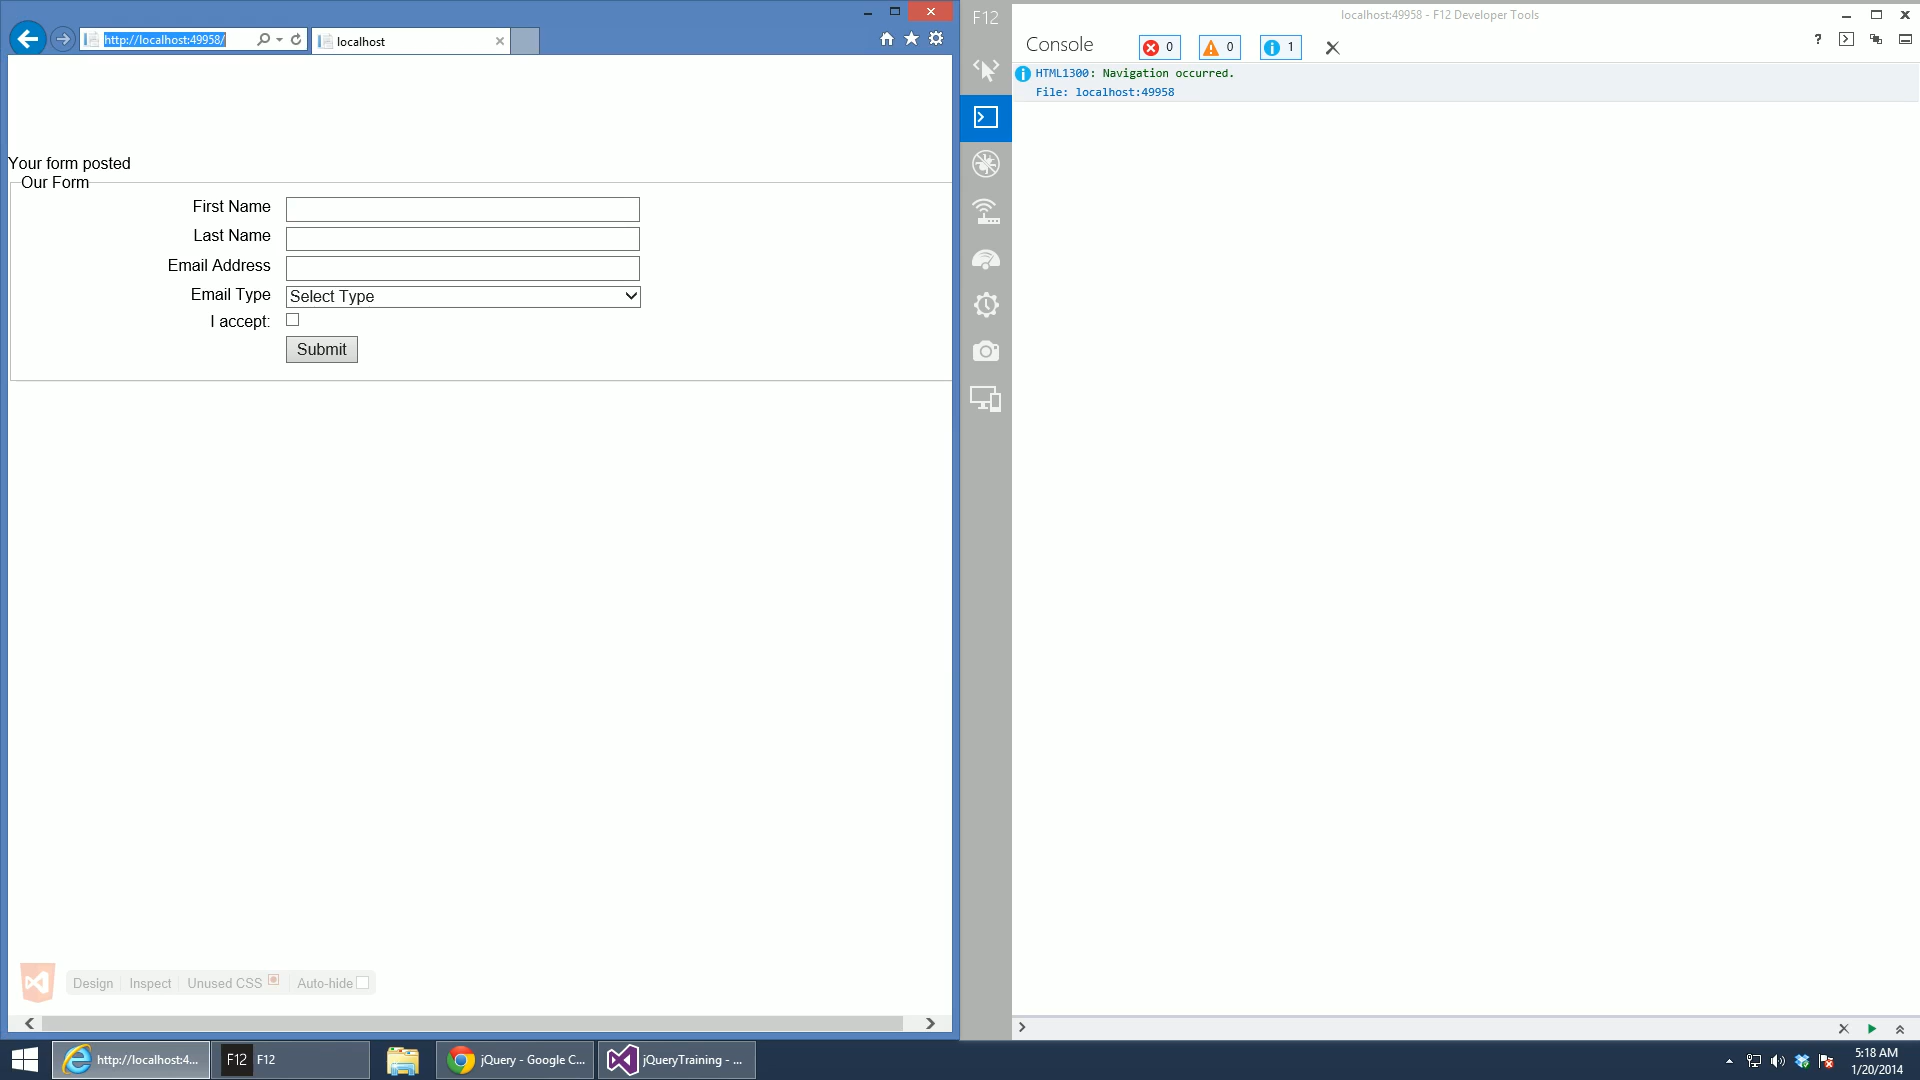 F12
localhost:49958 - F12 Developer Tools
http://localhost:49958/
localhost
Console
0
0
1
?
HTML1300: Navigation occurred.
File: localhost:49958
Your form posted
Our Form
First Name
Last Name
Email Address
Email Type
Select Type
I accept:
Submit
Design
Inspect
Unused CSS
Auto-hide
http://localhost:4...
F12
F12
jQuery - Google C...
jQueryTraining - ...
5:18 AM
1/20/2014